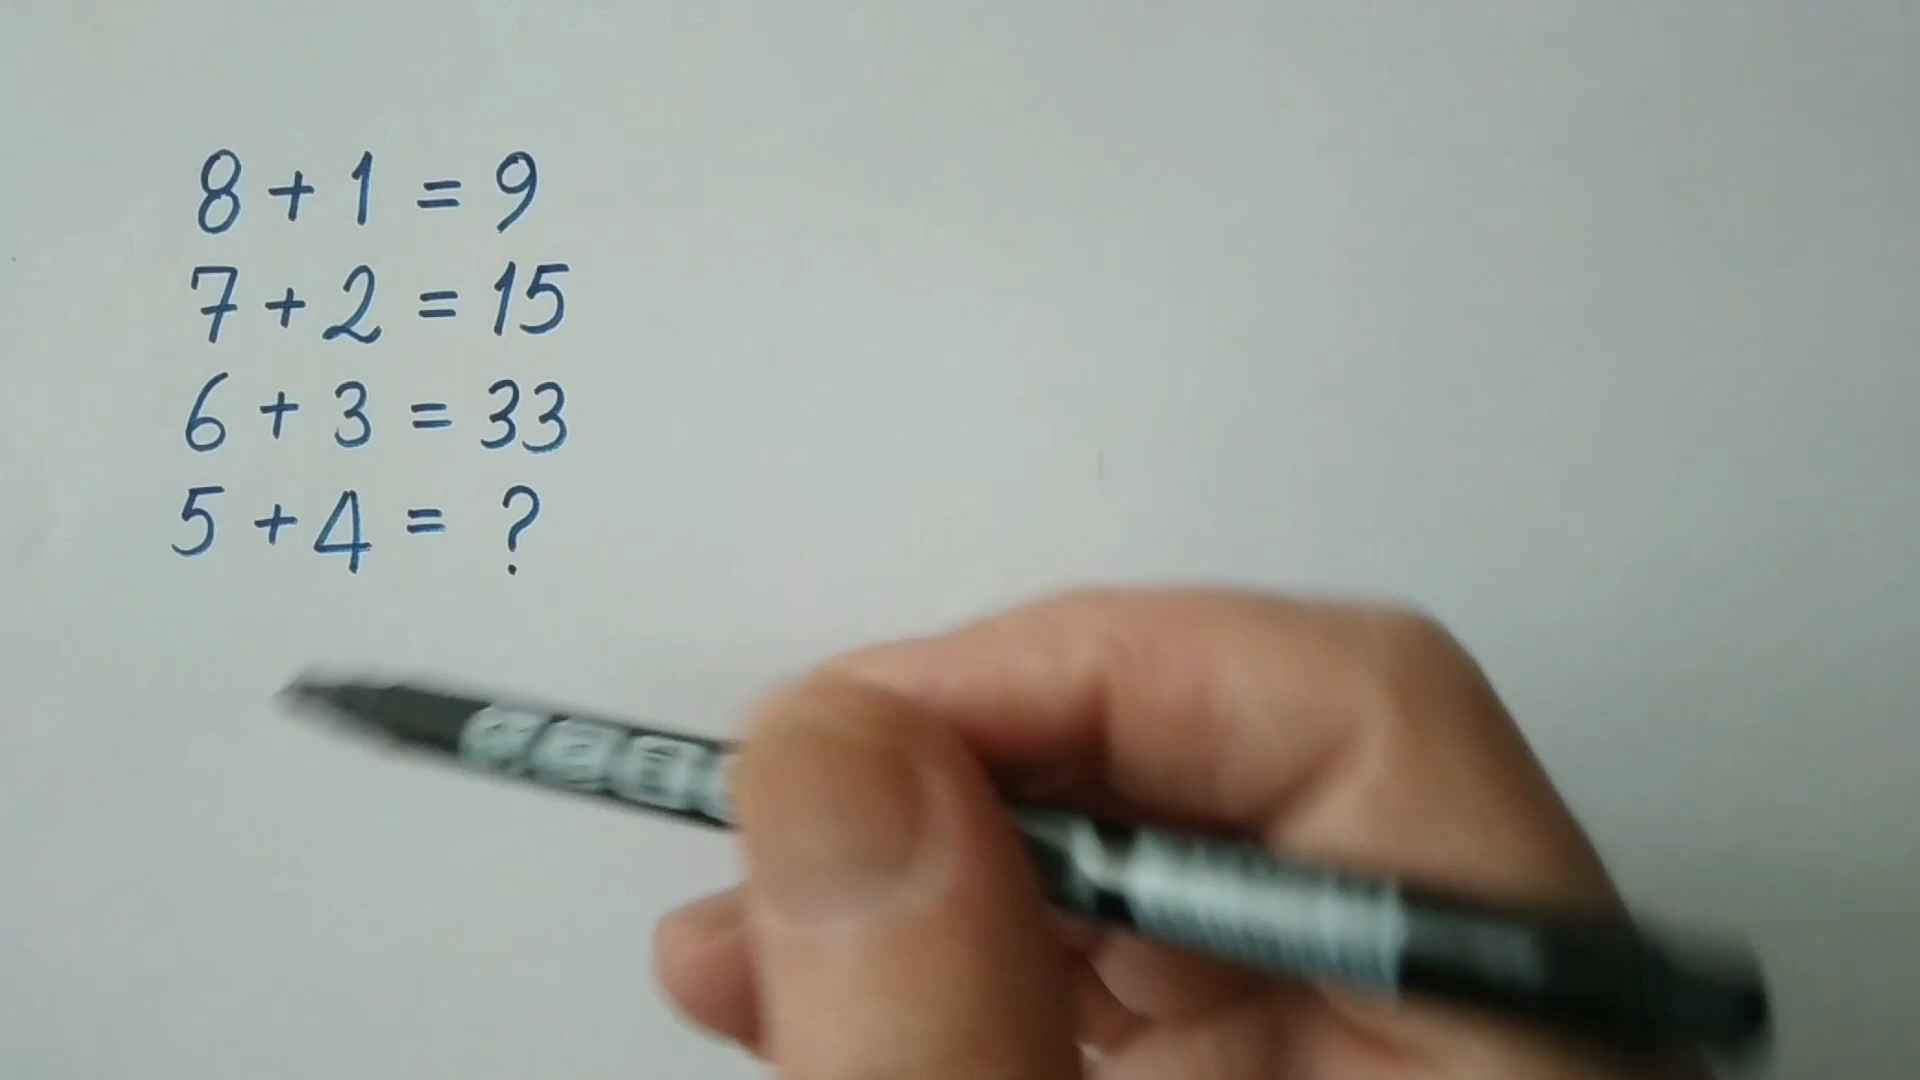 8 + 1 = 9
7 + 2 = 15
6 + 3 = 33
5 + 4 = ?